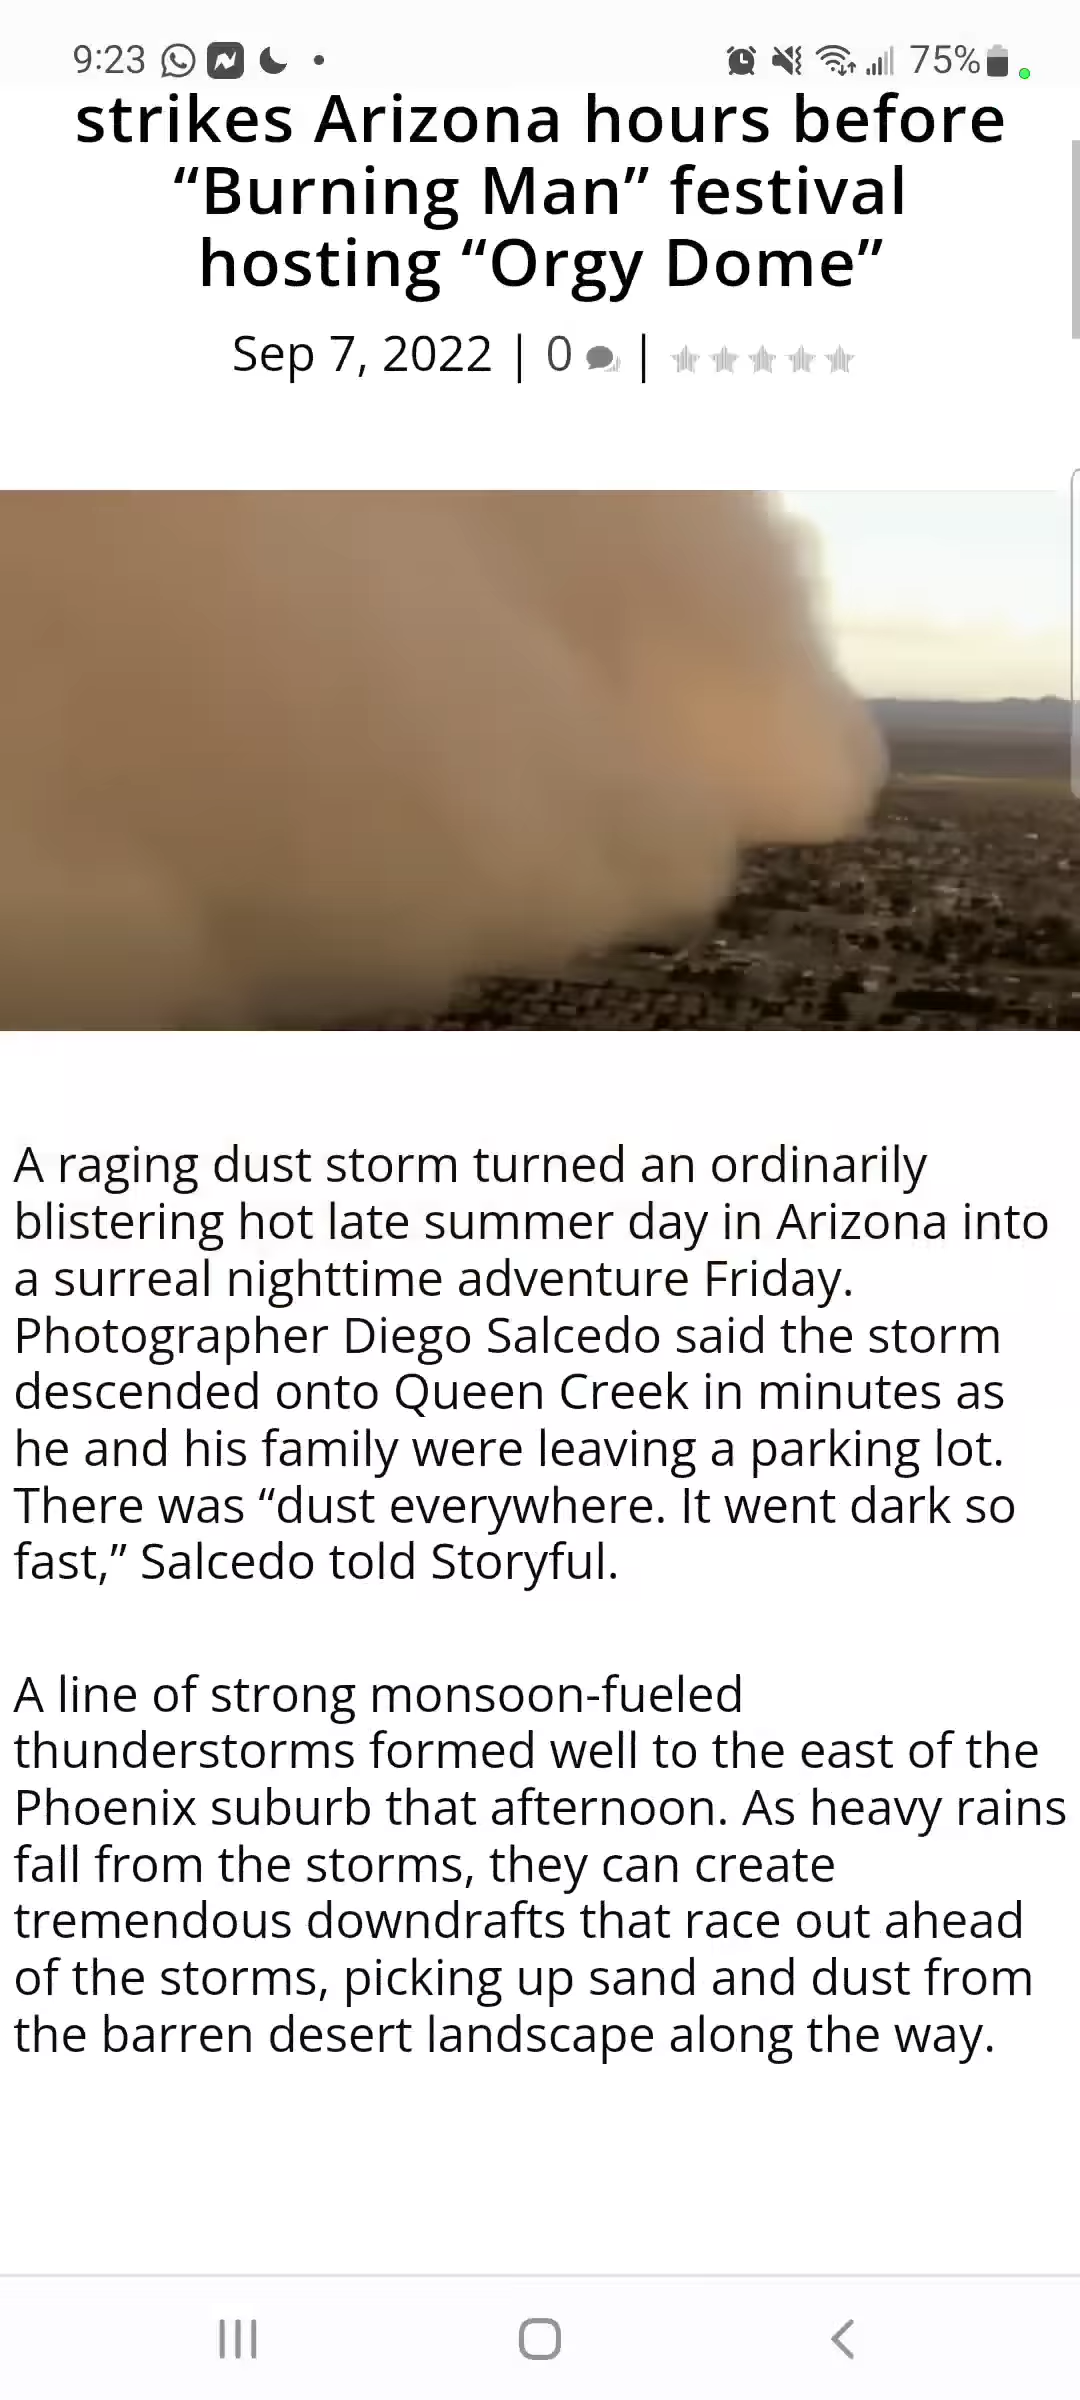 9:23
75%
strikes Arizona hours before
“Burning Man” festival
hosting “Orgy Dome”
Sep 7, 2022 | 0 |
A raging dust storm turned an ordinarily
blistering hot late summer day in Arizona into
a surreal nighttime adventure Friday.
Photographer Diego Salcedo said the storm
descended onto Queen Creek in minutes as
he and his family were leaving a parking lot.
There was “dust everywhere. It went dark so
fast,” Salcedo told Storyful.
A line of strong monsoon-fueled
thunderstorms formed well to the east of the
Phoenix suburb that afternoon. As heavy rains
fall from the storms, they can create
tremendous downdrafts that race out ahead
of the storms, picking up sand and dust from
the barren desert landscape along the way.